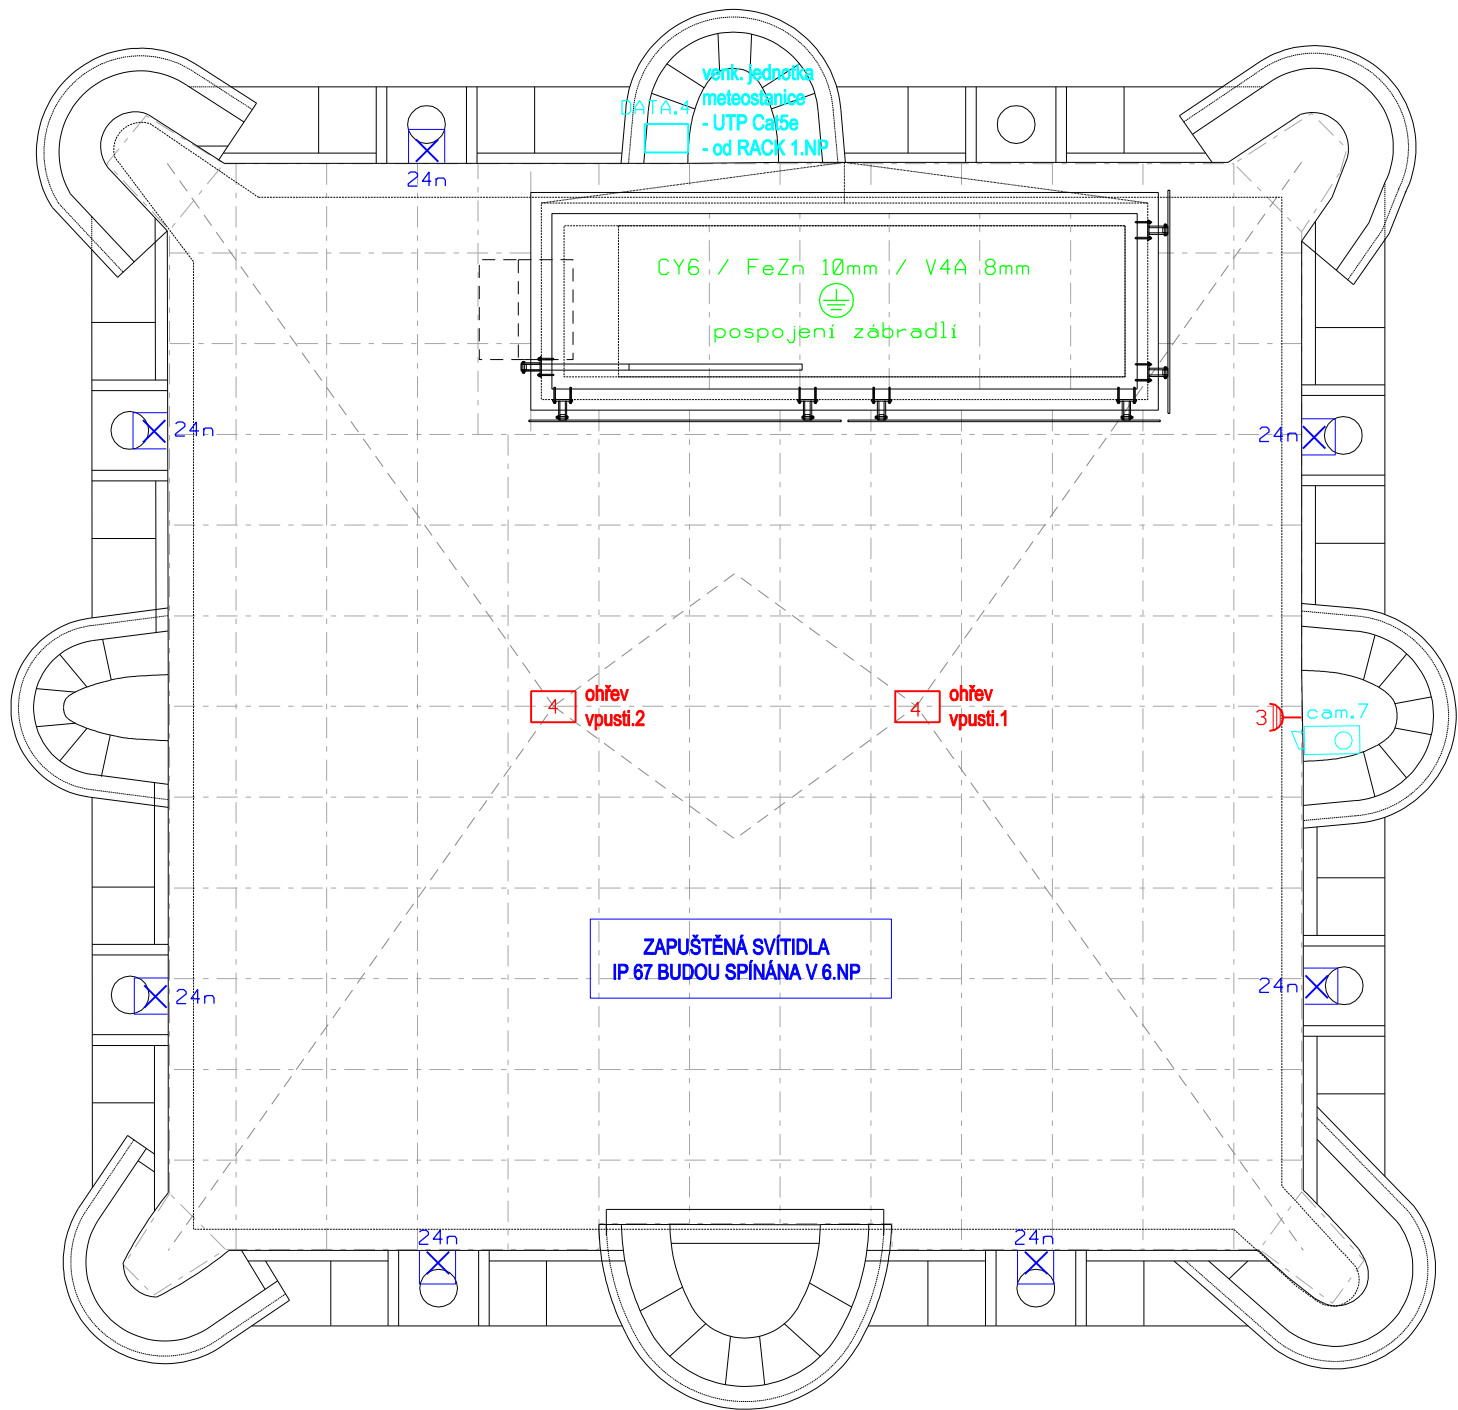 venk. jednotka
meteostanice
- UTP Cat5e
- od RACK 1.NP
DATA.4
24n
CY6 / FeZn 10mm / V4A 8mm
pospojení zábradlí
24n
24n
4
ohřev
vpusti.2
4
ohřev
vpusti.1
3
cam.7
ZAPUŠTĚNÁ SVÍTIDLA
IP 67 BUDOU SPÍNÁNA V 6.NP
24n
24n
24n
24n